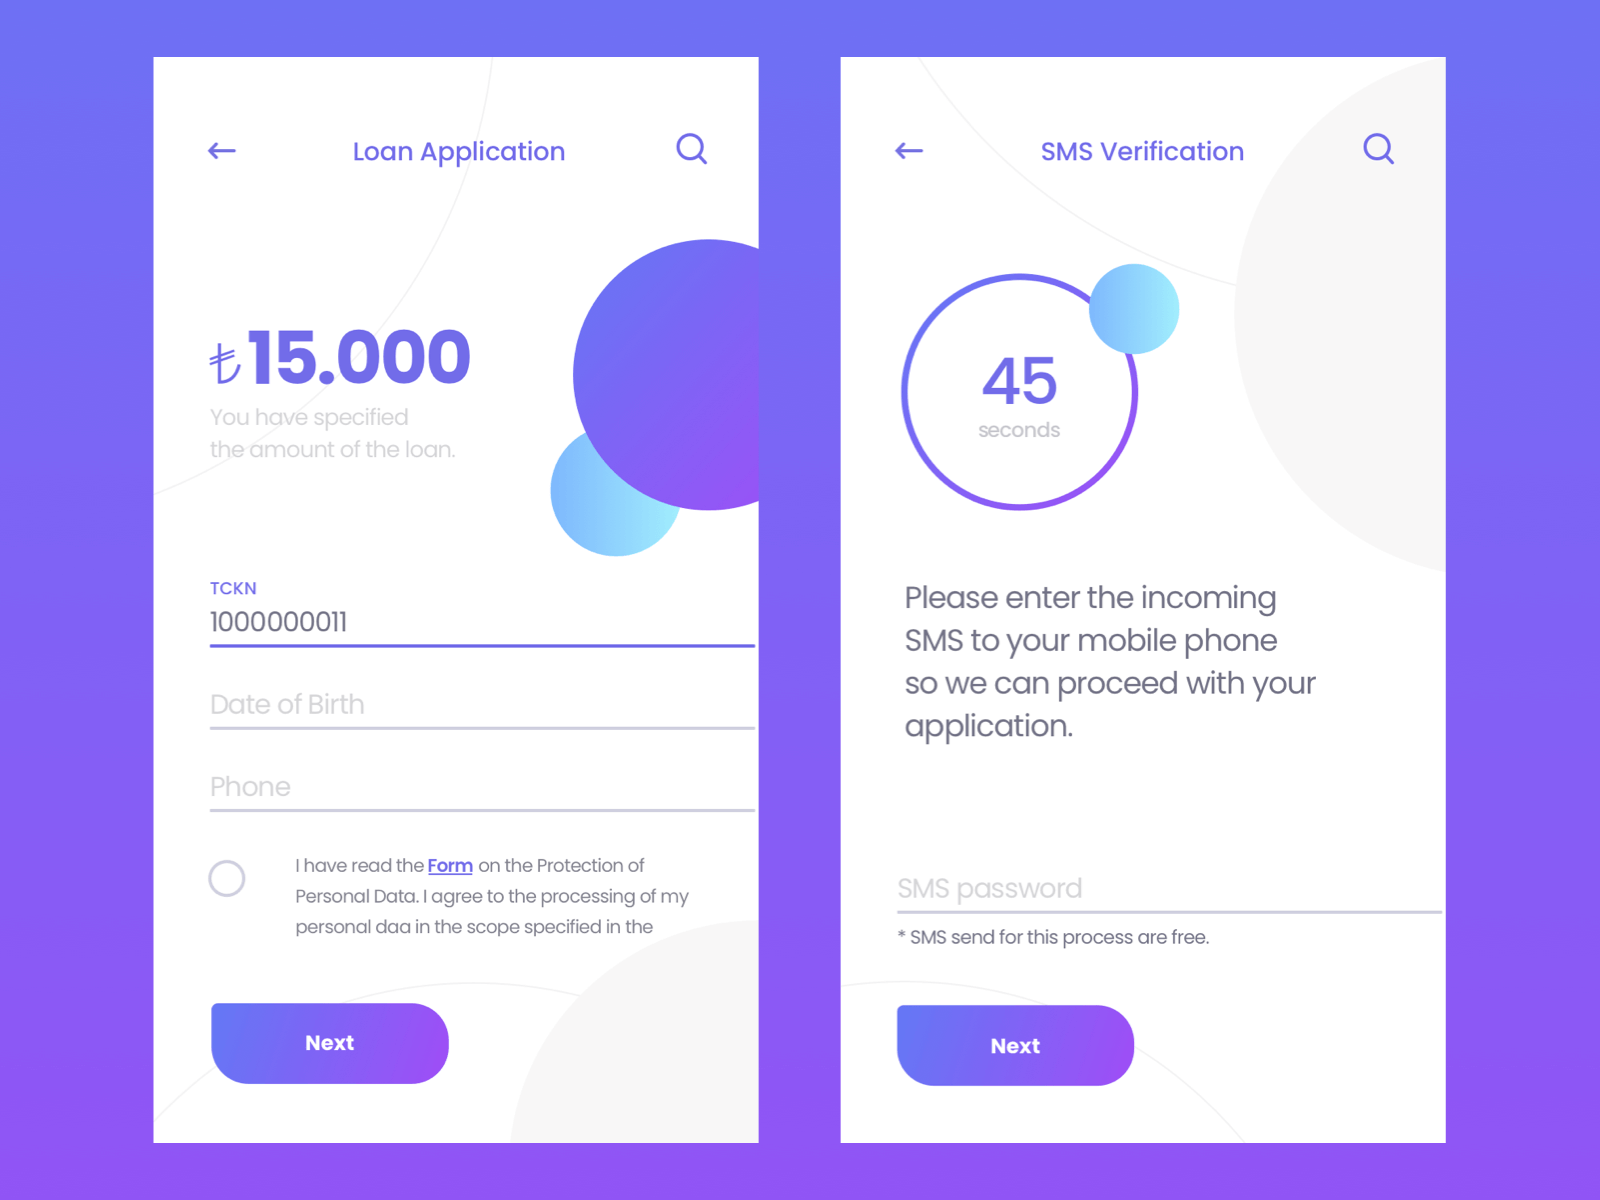 Loan Application
₺15.000
You have specified
the amount of the loan.
TCKN
1000000011
Date of Birth
Phone
I have read the Form on the Protection of
Personal Data. I agree to the processing of my
personal daa in the scope specified in the
Next
SMS Verification
45
seconds
Please enter the incoming
SMS to your mobile phone
so we can proceed with your
application.
SMS password
* SMS send for this process are free.
Next